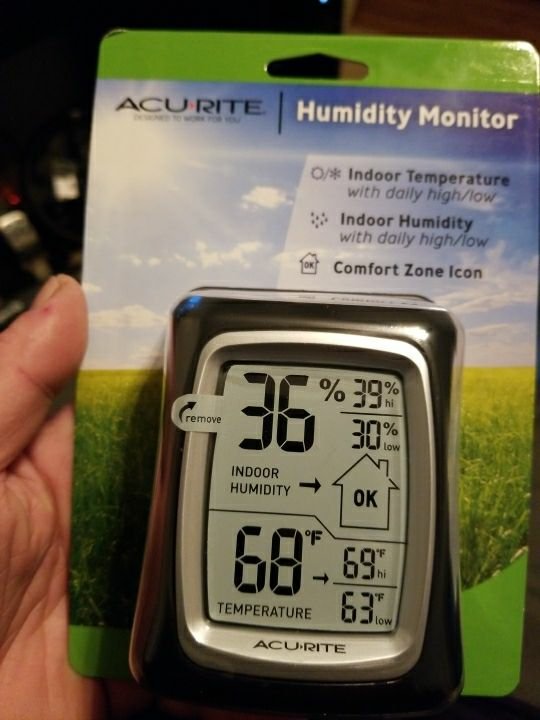 ACU►RITE
DESIGNED TO WORK FOR YOU
Humidity Monitor
Indoor Temperature
with daily high/low
Indoor Humidity
with daily high/low
OK Comfort Zone Icon
remove
36% 39% hi
30% low
INDOOR
HUMIDITY → OK
68°F → 69°F hi
TEMPERATURE 63°F low
ACU►RITE